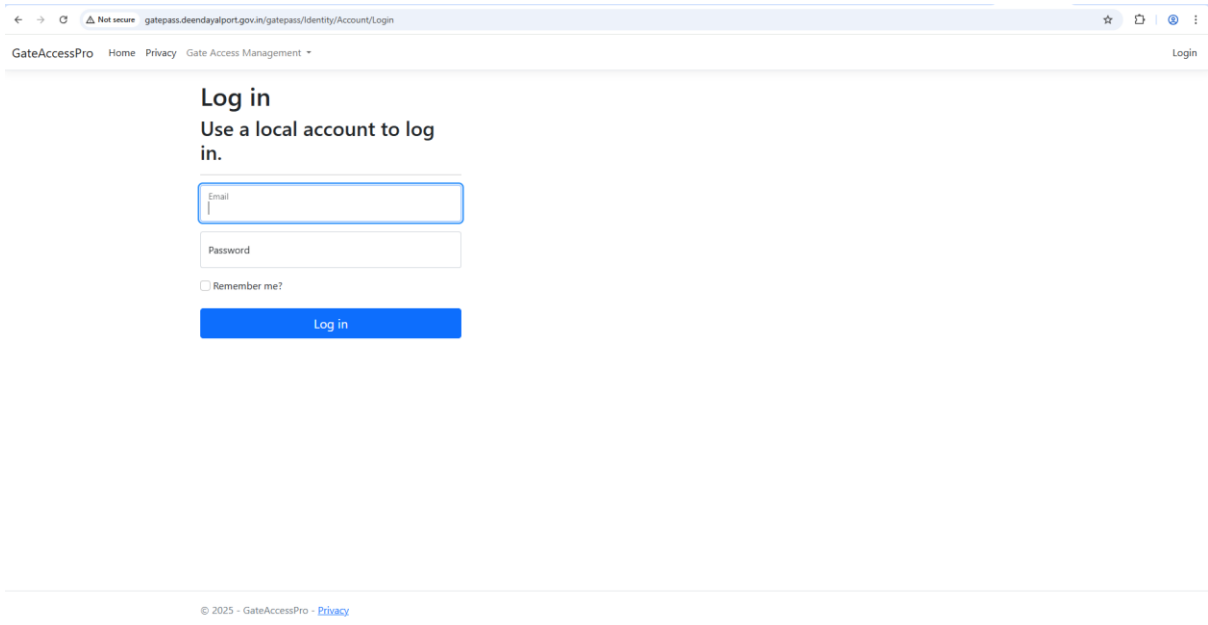 Not secure gatepass.deendayalport.gov.in/gatepass/Identity/Account/Login
GateAccessPro Home Privacy Gate Access Management Login
Log in
Use a local account to log
in.
Email
Password
Remember me?
Log in
© 2025 - GateAccessPro - Privacy